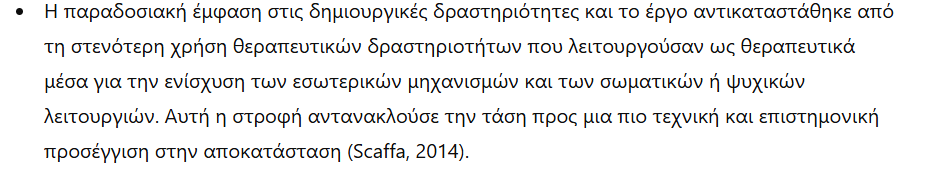 • Η παραδοσιακή έμφαση στις δημιουργικές δραστηριότητες και το έργο αντικαταστάθηκε από
τη στενότερη χρήση θεραπευτικών δραστηριοτήτων που λειτουργούσαν ως θεραπευτικά
μέσα για την ενίσχυση των εσωτερικών μηχανισμών και των σωματικών ή ψυχικών
λειτουργιών. Αυτή η στροφή αντανακλούσε την τάση προς μια πιο τεχνική και επιστημονική
προσέγγιση στην αποκατάσταση (Scaffa, 2014).